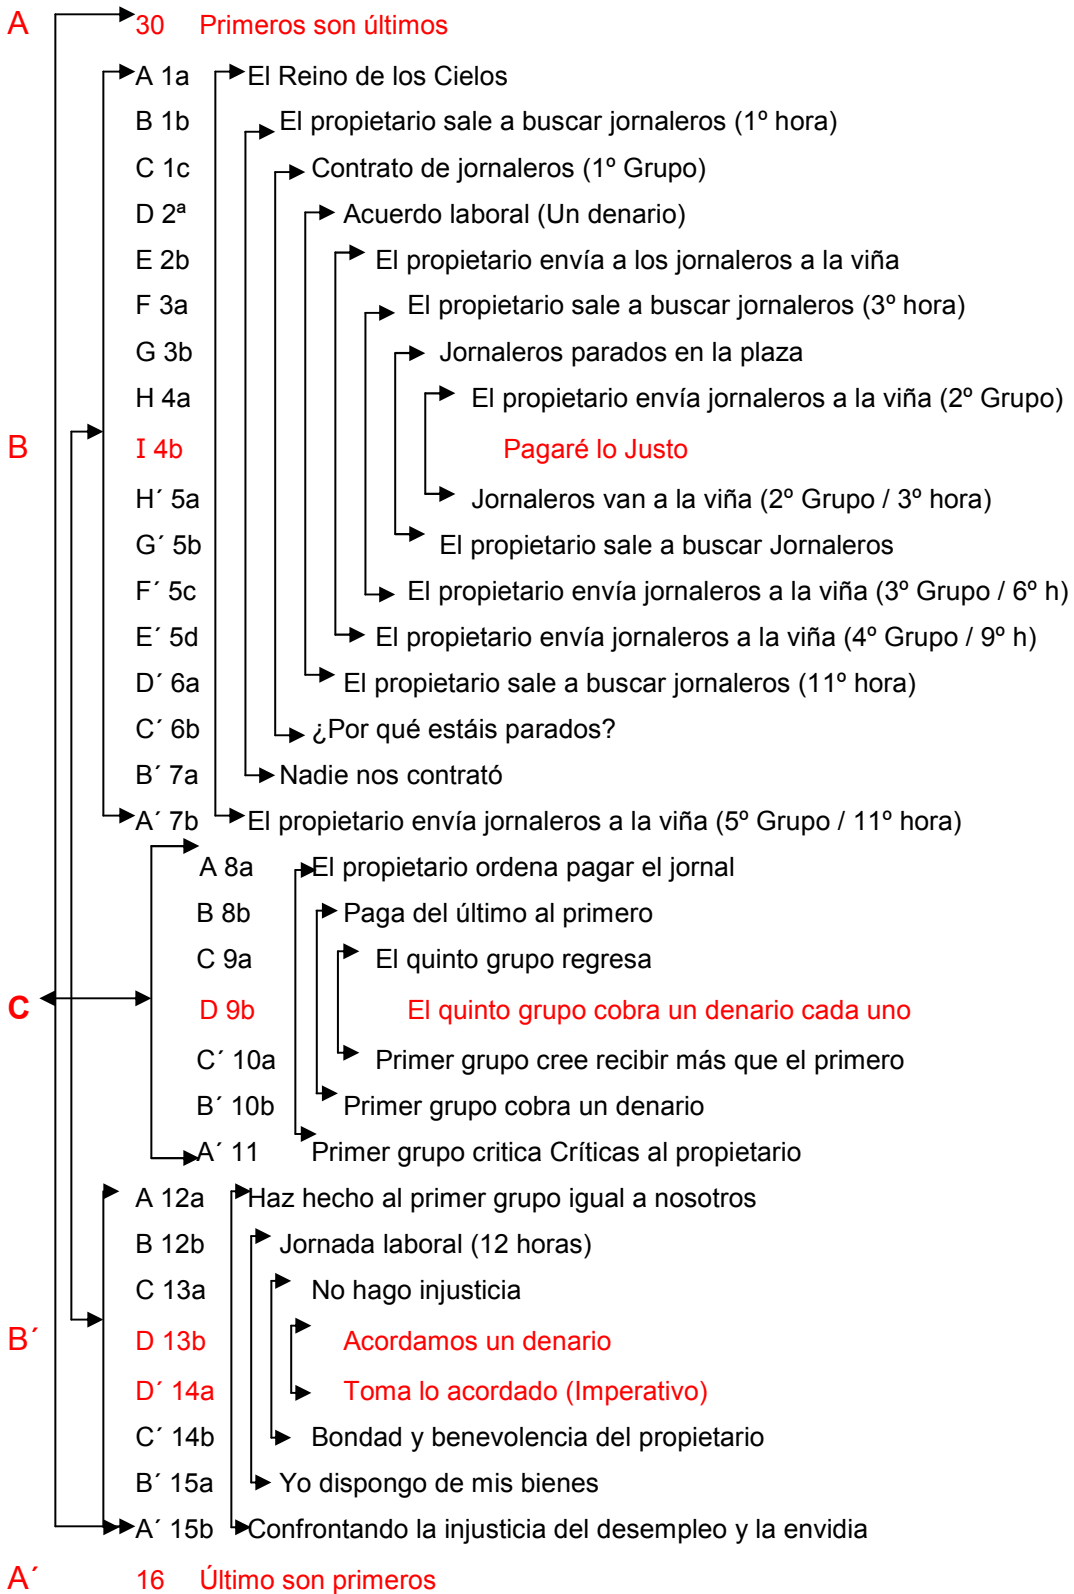 A 30 Primeros son últimos
A 1a El Reino de los Cielos
B 1b El propietario sale a buscar jornaleros (1º hora)
C 1c Contrato de jornaleros (1º Grupo)
D 2ª Acuerdo laboral (Un denario)
E 2b El propietario envía a los jornaleros a la viña
F 3a El propietario sale a buscar jornaleros (3º hora)
G 3b Jornaleros parados en la plaza
H 4a El propietario envía jornaleros a la viña (2º Grupo)
B I 4b Pagaré lo Justo
H´ 5a Jornaleros van a la viña (2º Grupo / 3º hora)
G´ 5b El propietario sale a buscar Jornaleros
F´ 5c El propietario envía jornaleros a la viña (3º Grupo / 6º h)
E´ 5d El propietario envía jornaleros a la viña (4º Grupo / 9º h)
D´ 6a El propietario sale a buscar jornaleros (11º hora)
C´ 6b ¿Por qué estáis parados?
B´ 7a Nadie nos contrató
A´ 7b El propietario envía jornaleros a la viña (5º Grupo / 11º hora)
A 8a El propietario ordena pagar el jornal
B 8b Paga del último al primero
C 9a El quinto grupo regresa
C D 9b El quinto grupo cobra un denario cada uno
C´ 10a Primer grupo cree recibir más que el primero
B´ 10b Primer grupo cobra un denario
A´ 11 Primer grupo critica Críticas al propietario
A 12a Haz hecho al primer grupo igual a nosotros
B 12b Jornada laboral (12 horas)
C 13a No hago injusticia
B´ D 13b Acordamos un denario
D´ 14a Toma lo acordado (Imperativo)
C´ 14b Bondad y benevolencia del propietario
B´ 15a Yo dispongo de mis bienes
A´ 15b Confrontando la injusticia del desempleo y la envidia
A´ 16 Último son primeros